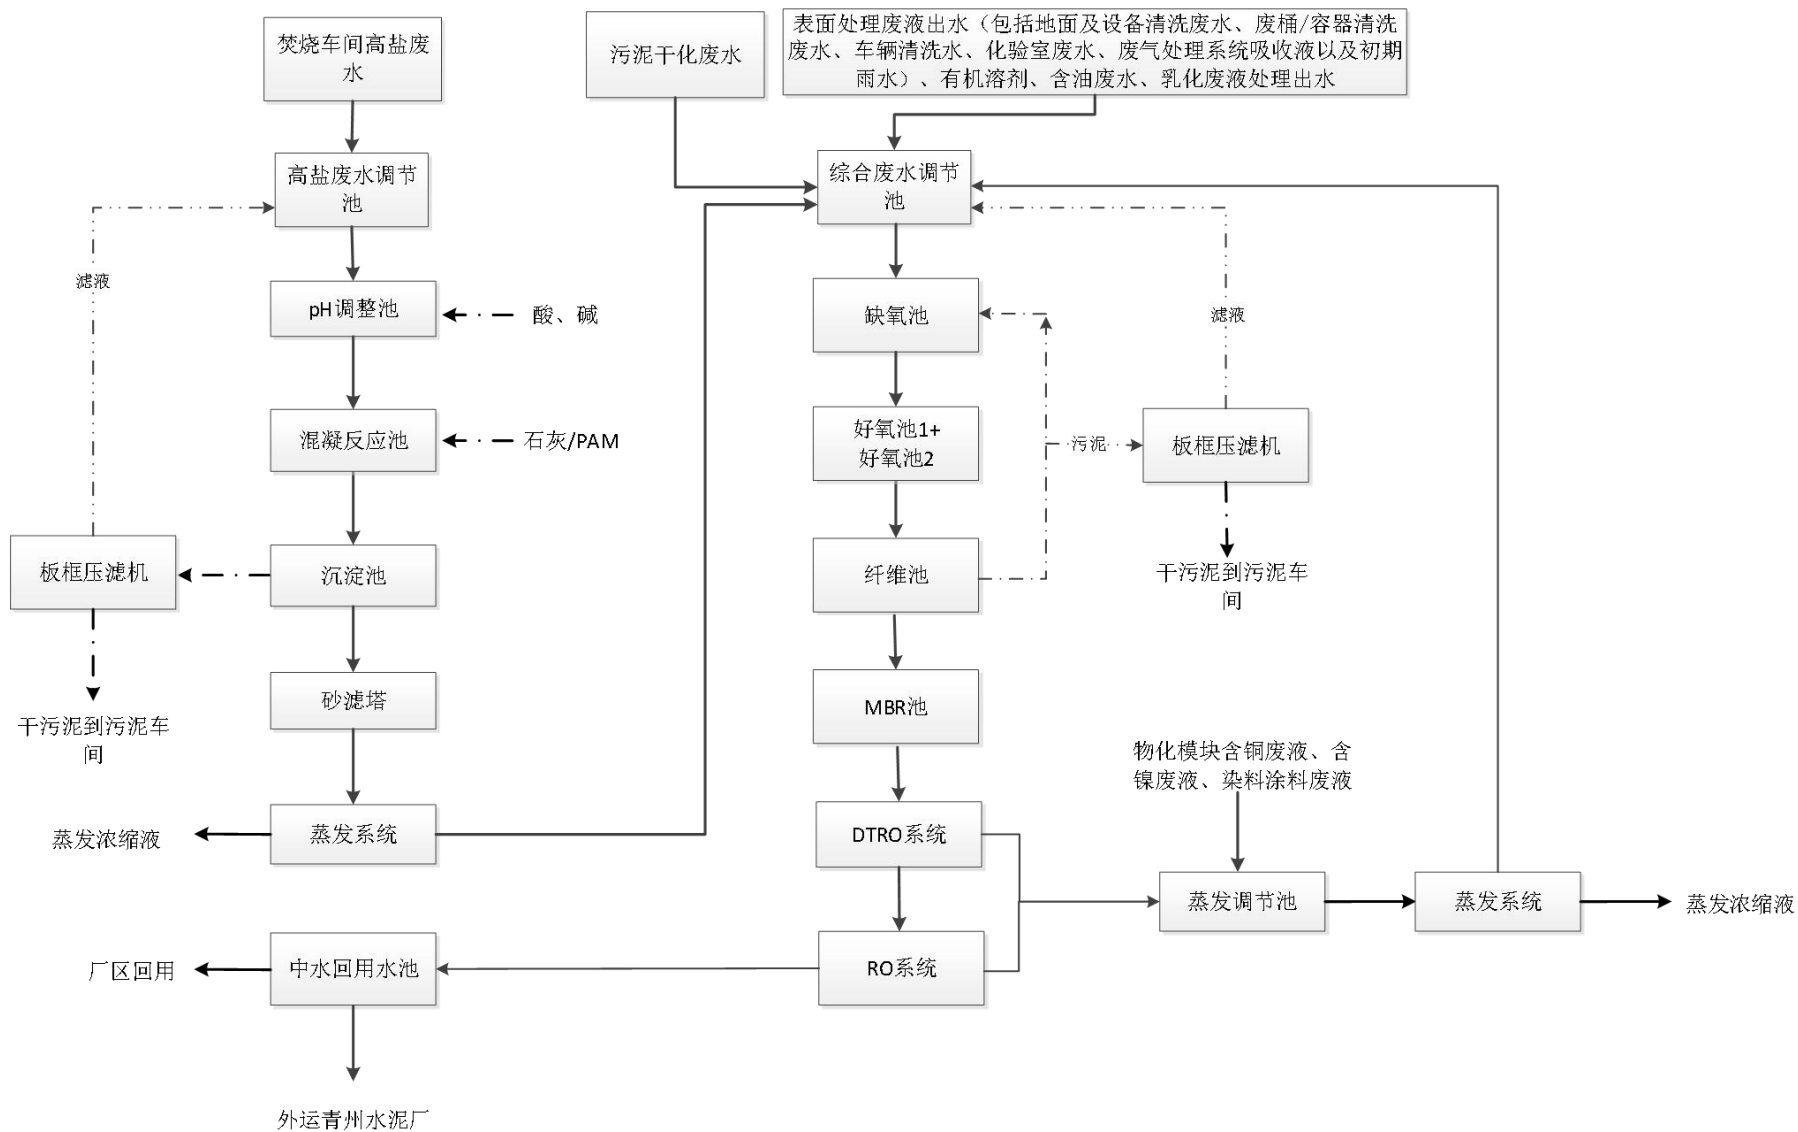 焚烧车间高盐废
水
污泥干化废水
表面处理废液出水（包括地面及设备清洗废水、废桶/容器清洗
废水、车辆清洗水、化验室废水、废气处理系统吸收液以及初期
雨水）、有机溶剂、含油废水、乳化废液处理出水
高盐废水调节
池
综合废水调节
池
滤液
pH调整池
酸、碱
缺氧池
滤液
混凝反应池
石灰/PAM
好氧池1+
好氧池2
污泥
板框压滤机
板框压滤机
沉淀池
纤维池
干污泥到污泥车
间
砂滤塔
MBR池
干污泥到污泥车
间
物化模块含铜废液、含
镍废液、染料涂料废液
蒸发浓缩液
蒸发系统
DTRO系统
蒸发调节池
蒸发系统
蒸发浓缩液
厂区回用
中水回用水池
RO系统
外运青州水泥厂